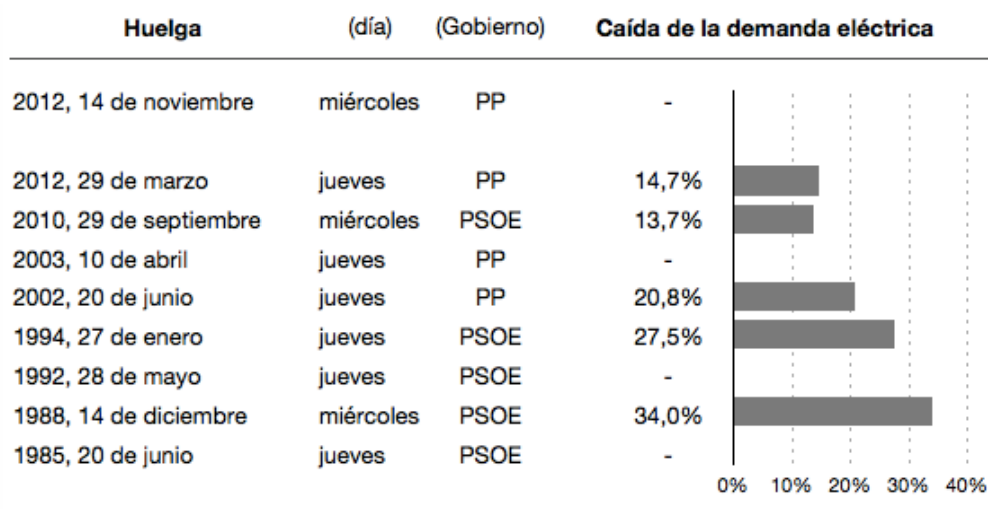 Huelga (día) (Gobierno) Caída de la demanda eléctrica
2012, 14 de noviembre miércoles PP -
2012, 29 de marzo jueves PP 14,7%
2010, 29 de septiembre miércoles PSOE 13,7%
2003, 10 de abril jueves PP -
2002, 20 de junio jueves PP 20,8%
1994, 27 de enero jueves PSOE 27,5%
1992, 28 de mayo jueves PSOE -
1988, 14 de diciembre miércoles PSOE 34,0%
1985, 20 de junio jueves PSOE -
0% 10% 20% 30% 40%